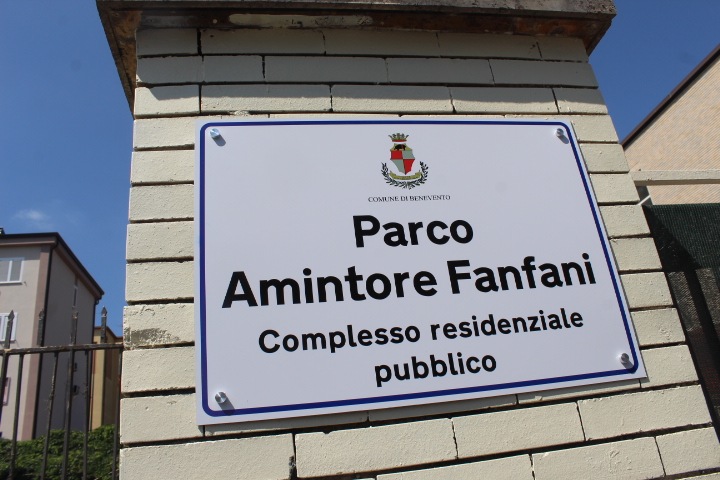 COMUNE DI BENEVENTO
Parco
Amintore Fanfani
Complesso residenziale
pubblico